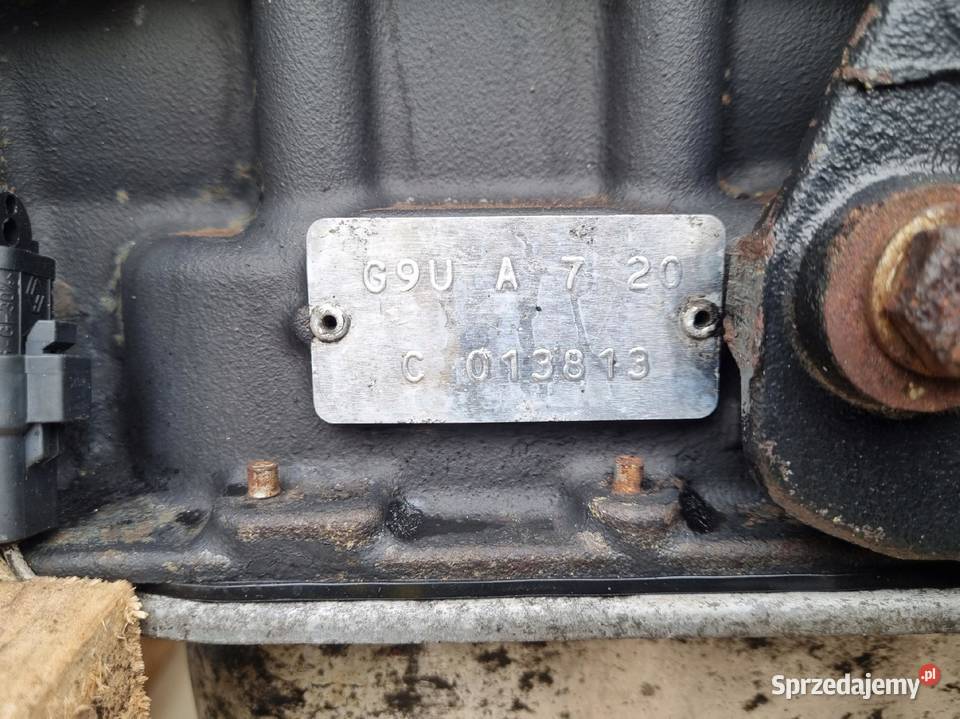 G9U A 7 20
C 013813
Sprzedajemy.pl